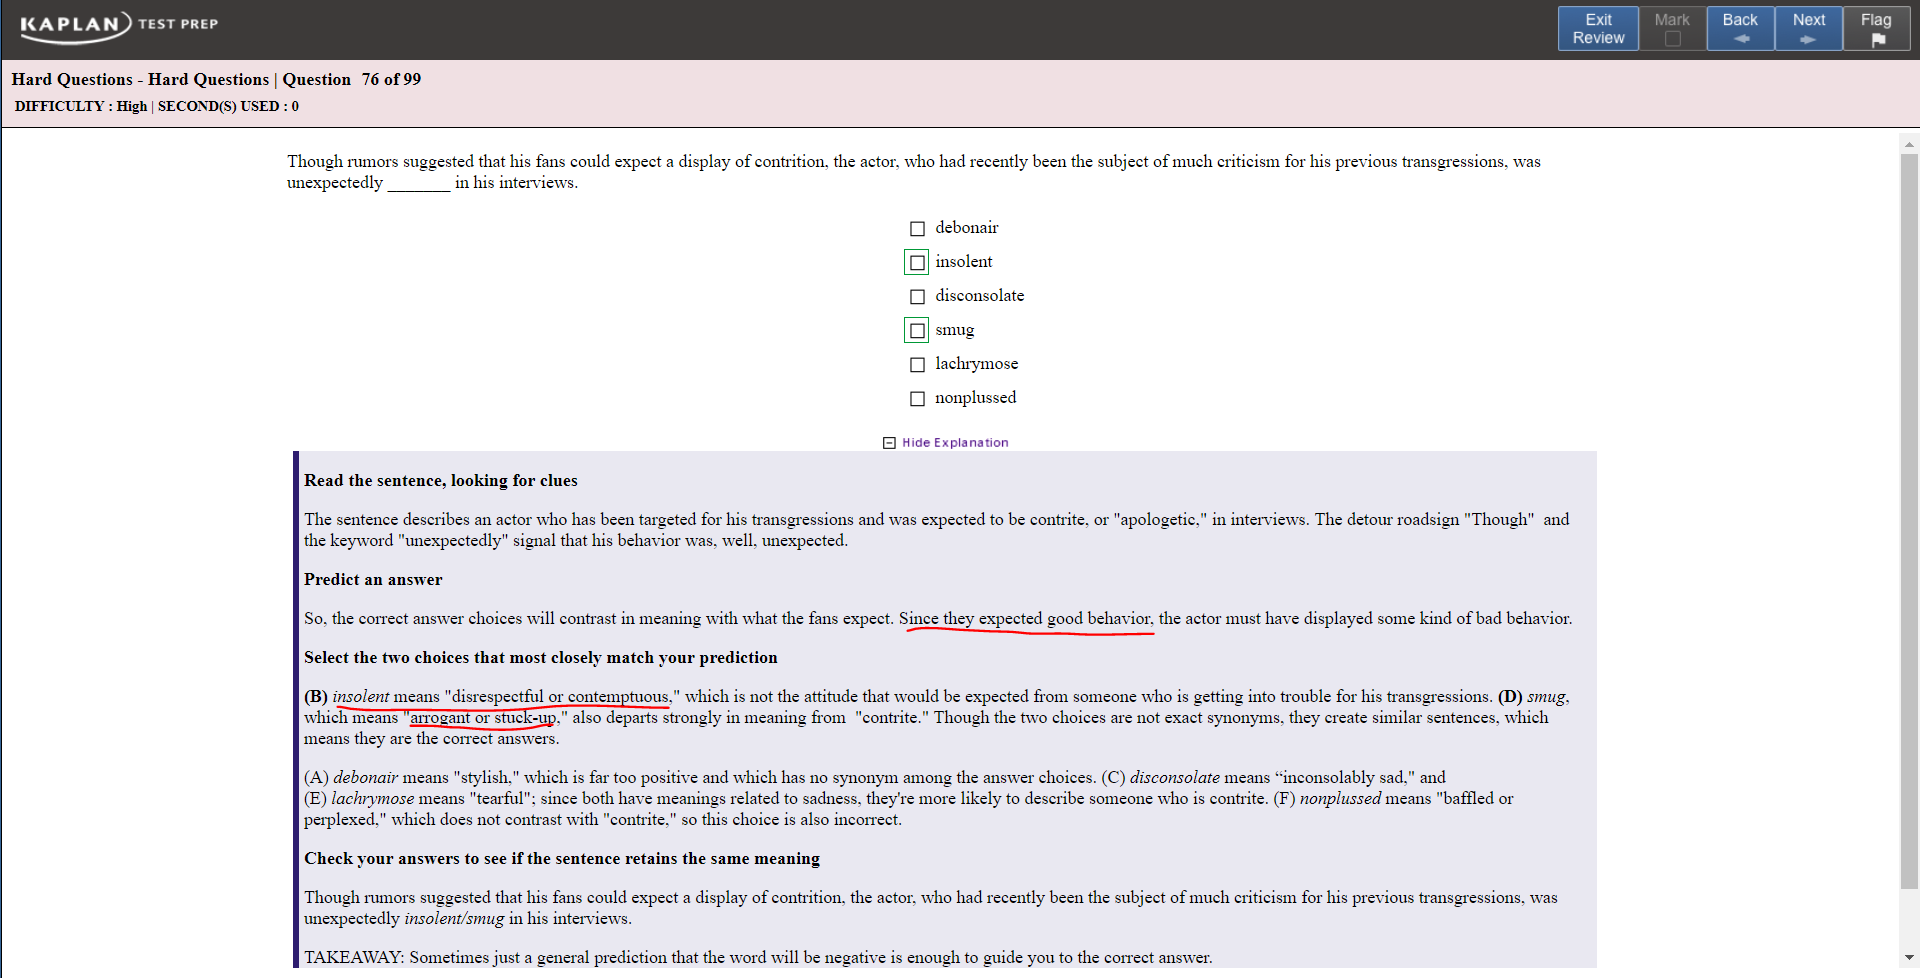 KAPLAN TEST PREP
Exit Review
Mark
Back
Next
Flag
Hard Questions - Hard Questions | Question 76 of 99
DIFFICULTY : High | SECOND(S) USED : 0
Though rumors suggested that his fans could expect a display of contrition, the actor, who had recently been the subject of much criticism for his previous transgressions, was
unexpectedly _______ in his interviews.
debonair
insolent
disconsolate
smug
lachrymose
nonplussed
Hide Explanation
Read the sentence, looking for clues
The sentence describes an actor who has been targeted for his transgressions and was expected to be contrite, or "apologetic," in interviews. The detour roadsign "Though" and
the keyword "unexpectedly" signal that his behavior was, well, unexpected.
Predict an answer
So, the correct answer choices will contrast in meaning with what the fans expect. Since they expected good behavior, the actor must have displayed some kind of bad behavior.
Select the two choices that most closely match your prediction
(B) insolent means "disrespectful or contemptuous," which is not the attitude that would be expected from someone who is getting into trouble for his transgressions. (D) smug,
which means "arrogant or stuck-up," also departs strongly in meaning from "contrite." Though the two choices are not exact synonyms, they create similar sentences, which
means they are the correct answers.
(A) debonair means "stylish," which is far too positive and which has no synonym among the answer choices. (C) disconsolate means “inconsolably sad," and
(E) lachrymose means "tearful"; since both have meanings related to sadness, they're more likely to describe someone who is contrite. (F) nonplussed means "baffled or
perplexed," which does not contrast with "contrite," so this choice is also incorrect.
Check your answers to see if the sentence retains the same meaning
Though rumors suggested that his fans could expect a display of contrition, the actor, who had recently been the subject of much criticism for his previous transgressions, was
unexpectedly insolent/smug in his interviews.
TAKEAWAY: Sometimes just a general prediction that the word will be negative is enough to guide you to the correct answer.